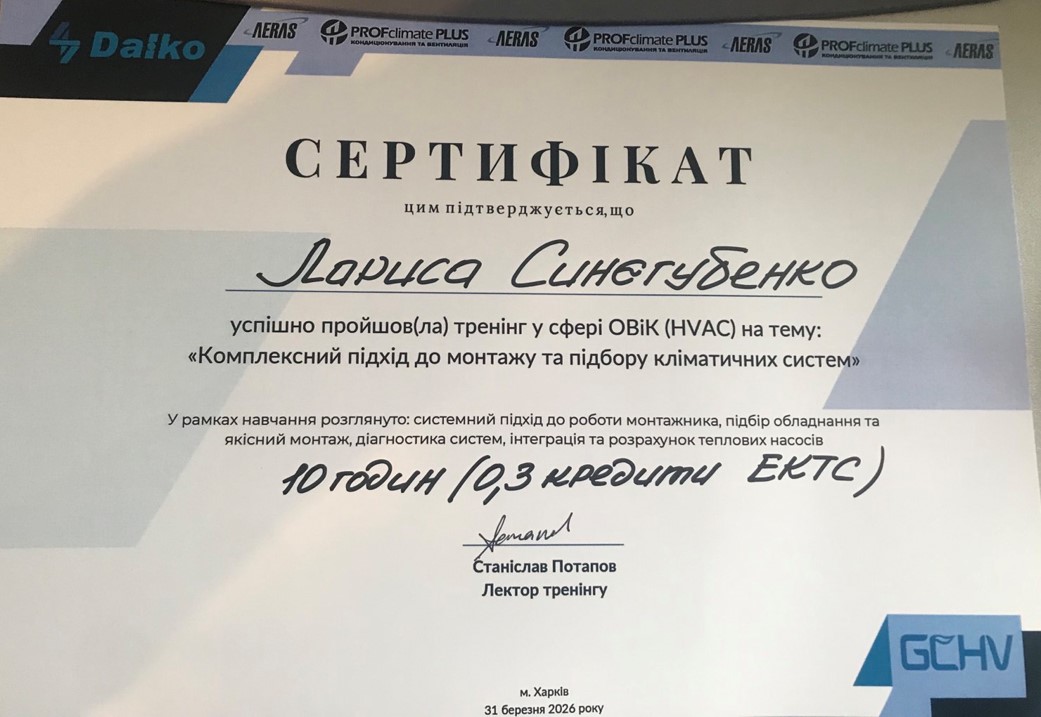 Daіko AERAS PROFclimate PLUS КОНДИЦІОНУВАННЯ ТА ВЕНТИЛЯЦІЯ AERAS PROFclimate PLUS КОНДИЦІОНУВАННЯ ТА ВЕНТИЛЯЦІЯ AERAS PROFclimate PLUS КОНДИЦІОНУВАННЯ ТА ВЕНТИЛЯЦІЯ AERAS
СЕРТИФІКАТ
цим підтверджується,що
Лариса Синєгубенко
успішно пройшов(ла) тренінг у сфері ОВіК (HVAC) на тему:
«Комплексний підхід до монтажу та підбору кліматичних систем»
У рамках навчання розглянуто: системний підхід до роботи монтажника, підбір обладнання та
якісний монтаж, діагностика систем, інтеграція та розрахунок теплових насосів
10 годин (0,3 кредити ЕКТС)
Станіслав Потапов
Лектор тренінгу
GCHV
м. Харків
31 березня 2026 року